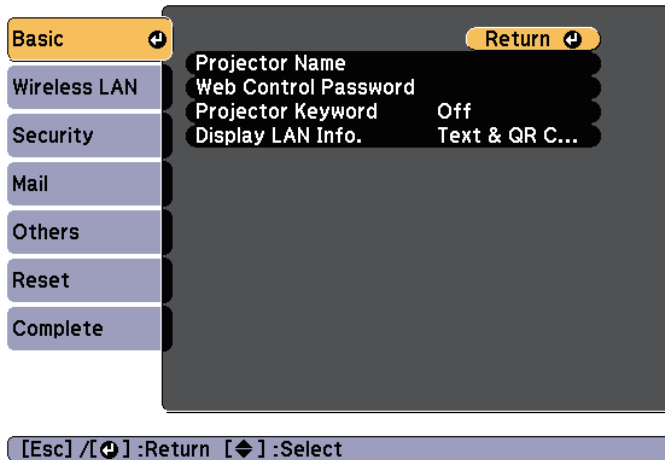 Basic
Wireless LAN
Security
Mail
Others
Reset
Complete
Return
Projector Name
Web Control Password
Projector Keyword Off
Display LAN Info. Text & QR C...
[Esc] /[⏎] :Return [◆] :Select